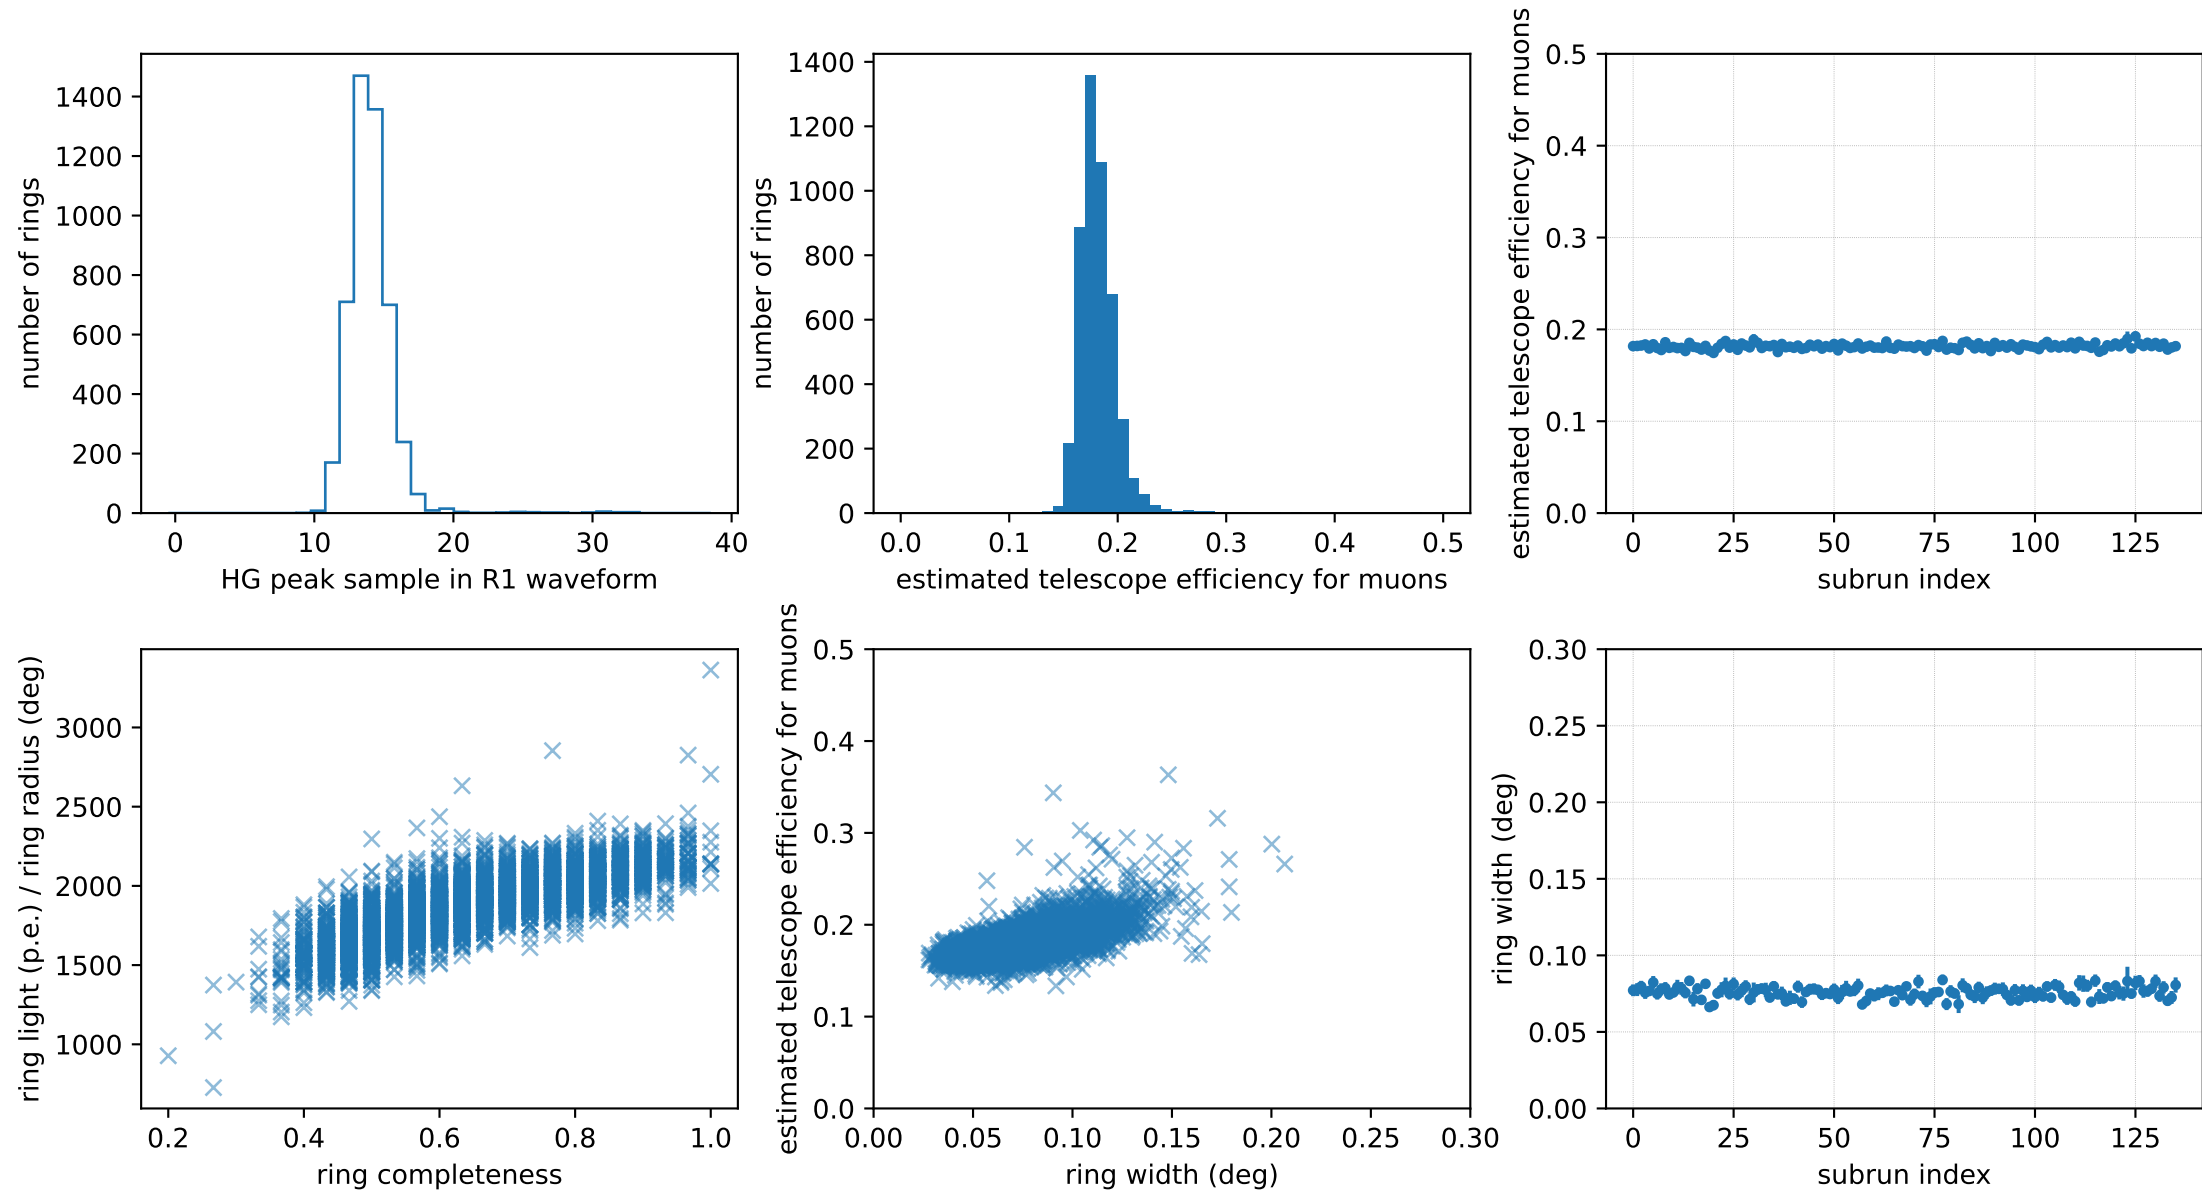 number of rings
1400
1200
1000
800
600
400
200
0
0 10 20 30 40
HG peak sample in R1 waveform
number of rings
1400
1200
1000
800
600
400
200
0
0.0 0.1 0.2 0.3 0.4 0.5
estimated telescope efficiency for muons
estimated telescope efficiency for muons
0.5
0.4
0.3
0.2
0.1
0.0
0 25 50 75 100 125
subrun index
ring light (p.e.) / ring radius (deg)
3000
2500
2000
1500
1000
0.2 0.4 0.6 0.8 1.0
ring completeness
estimated telescope efficiency for muons
0.5
0.4
0.3
0.2
0.1
0.0
0.00 0.05 0.10 0.15 0.20 0.25 0.30
ring width (deg)
ring width (deg)
0.30
0.25
0.20
0.15
0.10
0.05
0.00
0 25 50 75 100 125
subrun index